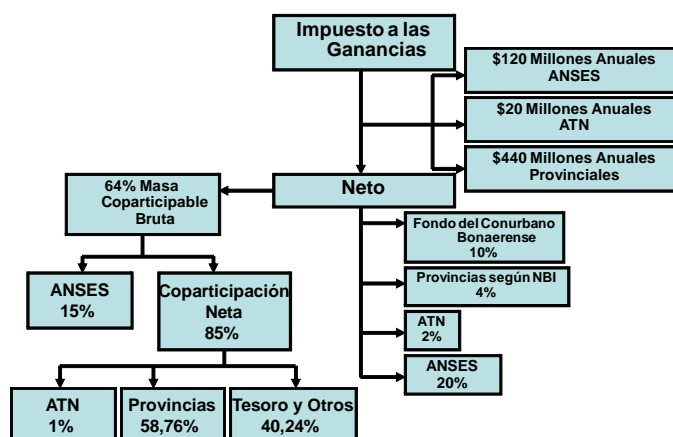 Impuesto a las
Ganancias
$120 Millones Anuales
ANSES
$20 Millones Anuales
ATN
$440 Millones Anuales
Provinciales
Neto
64% Masa
Coparticipable
Bruta
Fondo del Conurbano
Bonaerense
10%
Provincias según NBI
4%
ATN
2%
ANSES
20%
ANSES
15%
Coparticipación
Neta
85%
ATN
1%
Provincias
58,76%
Tesoro y Otros
40,24%